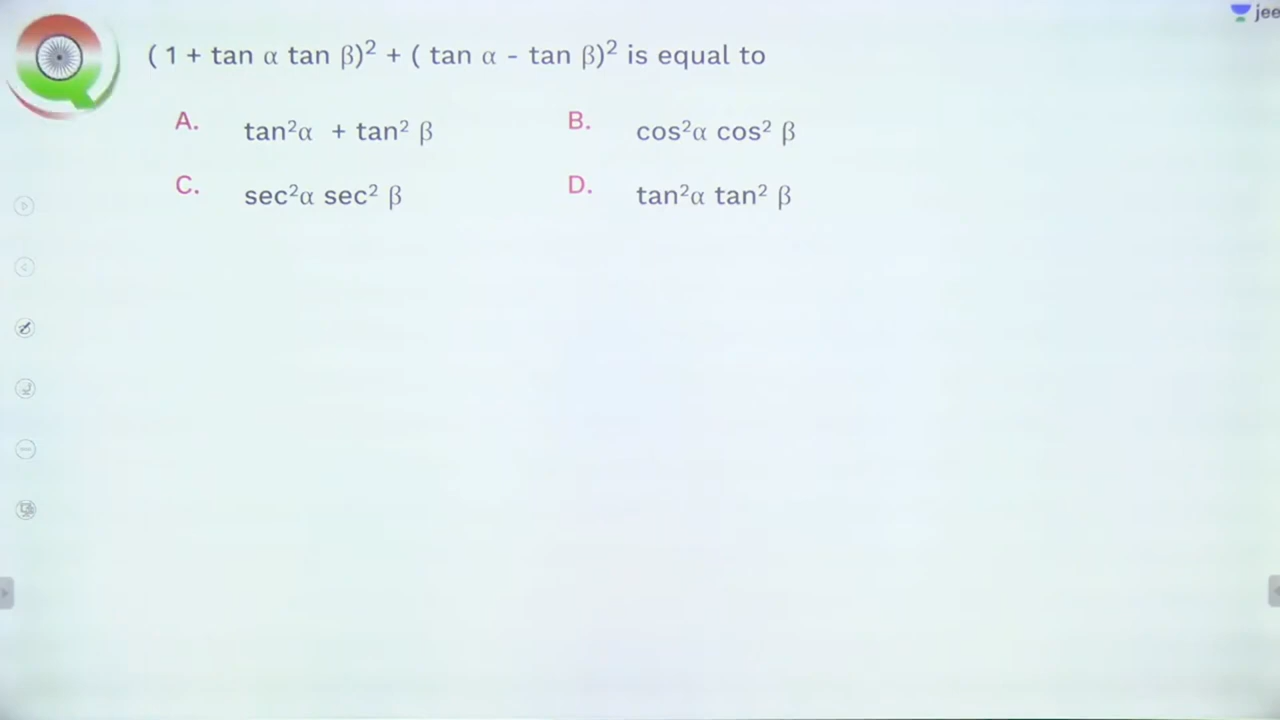 jee
( 1 + tan α tan β)² + ( tan α - tan β)² is equal to
A. tan²α + tan² β B. cos²α cos² β
C. sec²α sec² β D. tan²α tan² β